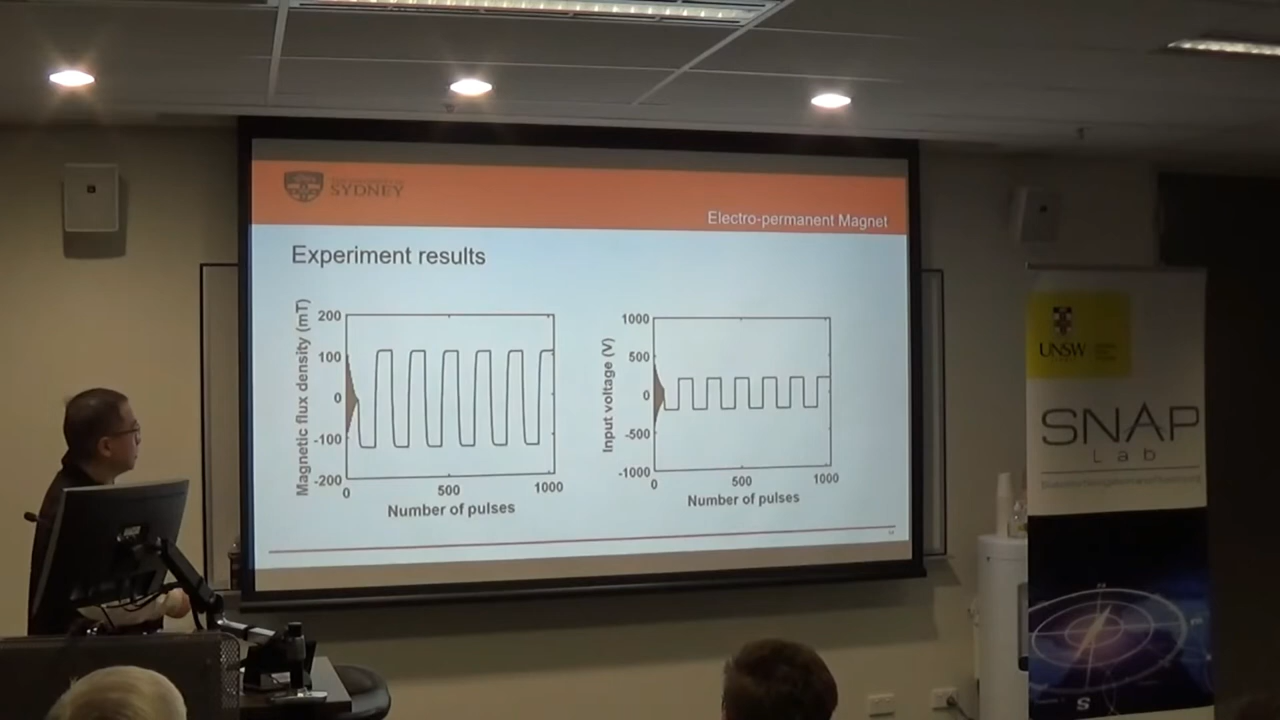 SYDNEY
Electro-permanent Magnet
Experiment results
Magnetic flux density (mT)
200
100
0
-100
-200
0
500
1000
Number of pulses
Input voltage (V)
1000
500
0
-500
-1000
0
500
1000
Number of pulses
UNSW
SNAP
Lab
S